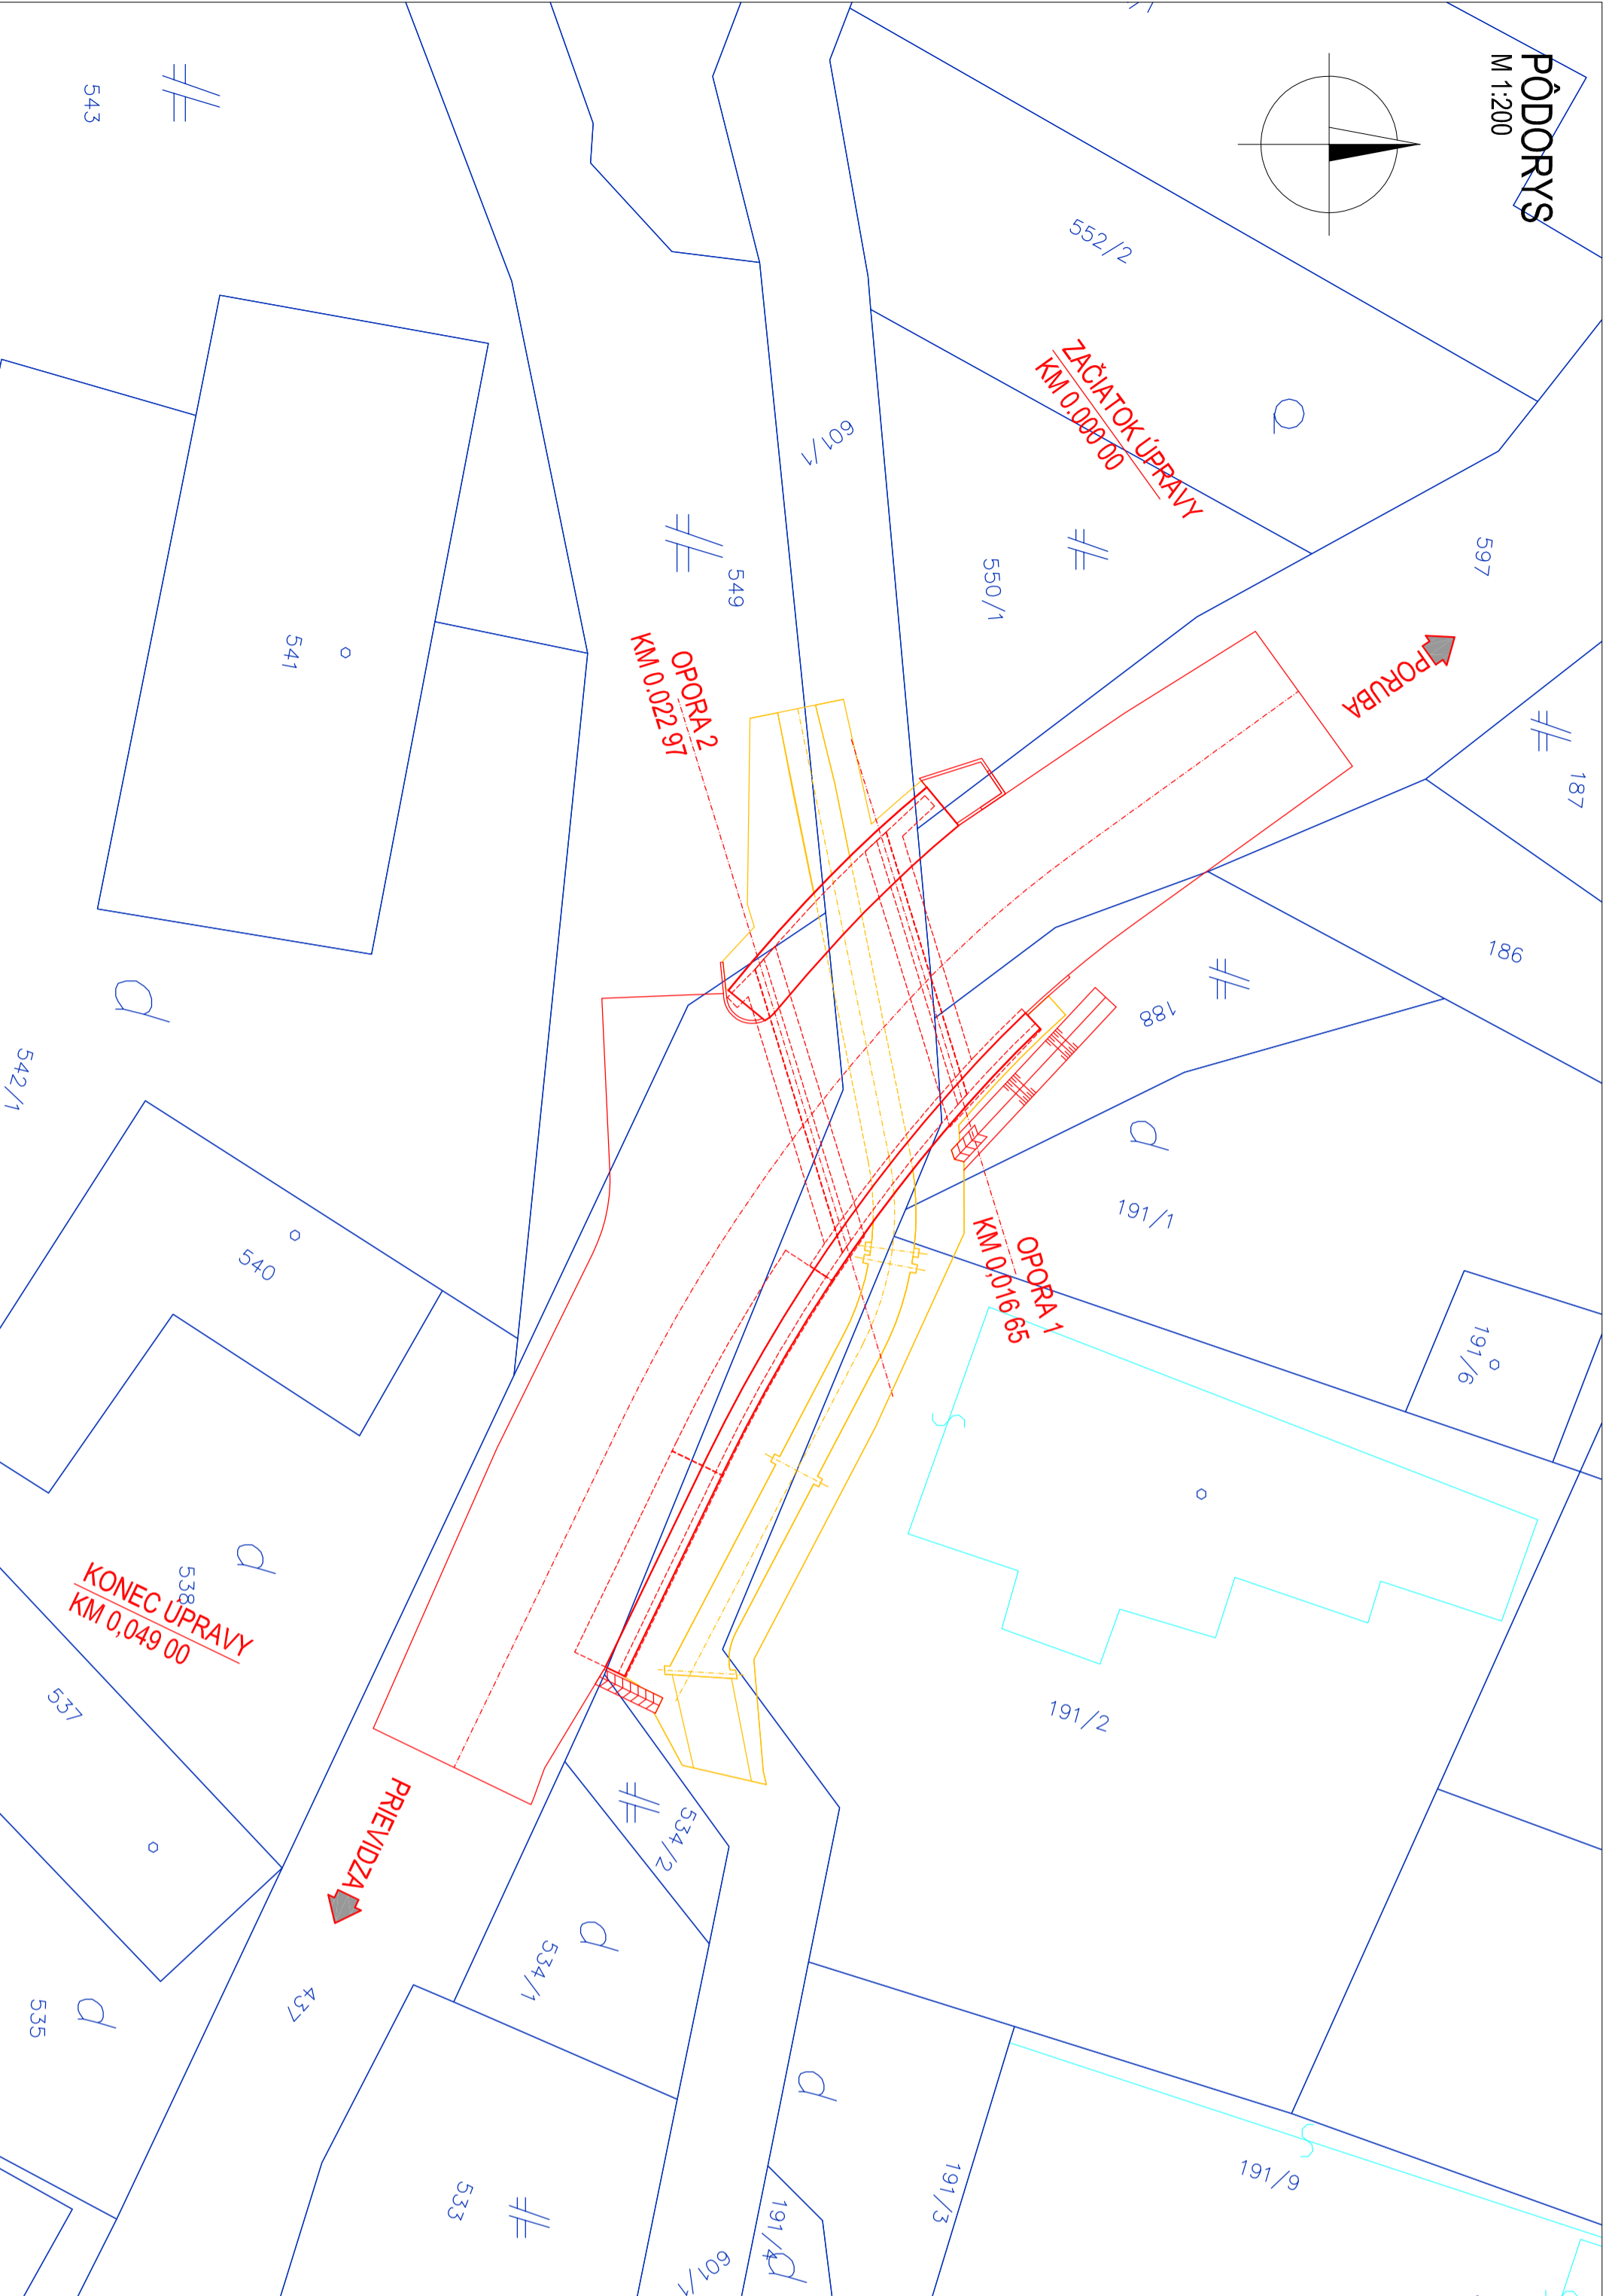 PÔDORYS
M 1:200
552/2
ZAČIATOK ÚPRAVY
KM 0.000 00
597
PORUBA
187
186
188
550/1
601/1
549
543
541
OPORA 2
KM 0.022 97
OPORA 1
KM 0,016 65
191/1
191/6
191/2
542/1
540
538
KONEC ÚPRAVY
KM 0,049 00
537
PRIEVIDZA
534/2
534/1
437
535
533
191/3
191/9
191/4
601/1